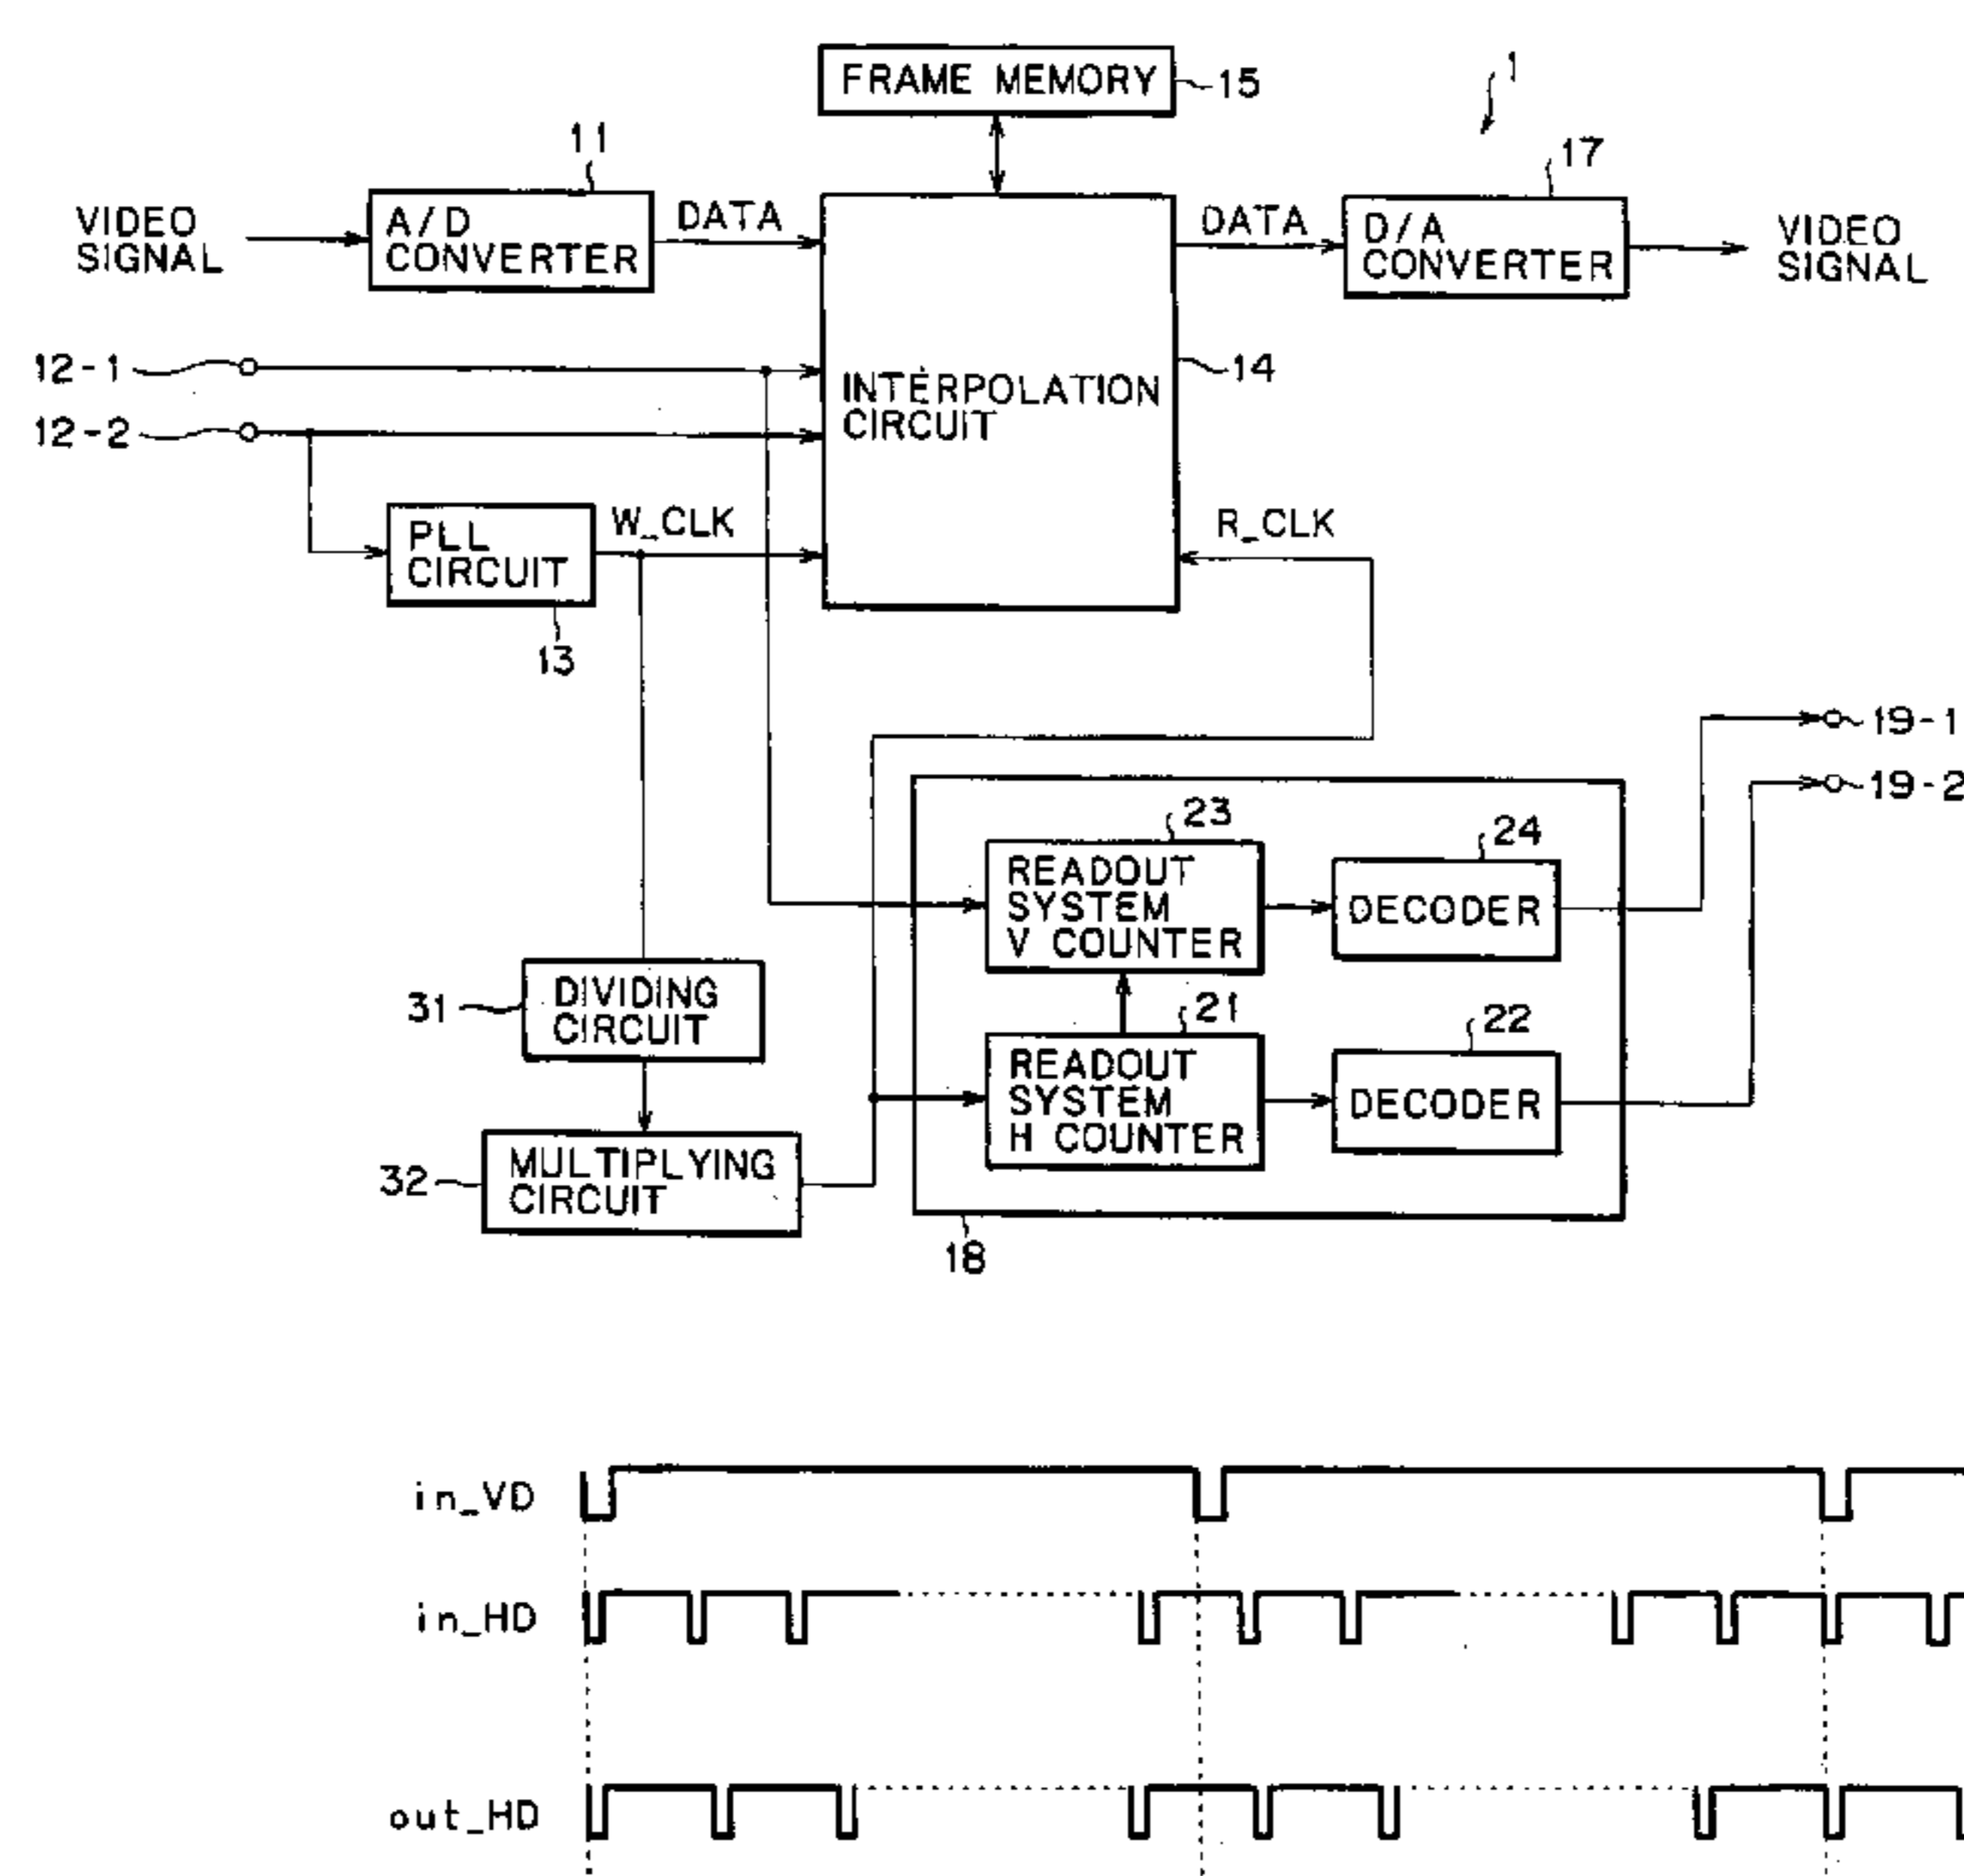 FRAME MEMORY
15
1
11
17
VIDEO
SIGNAL
A/D
CONVERTER
DATA
DATA
D/A
CONVERTER
VIDEO
SIGNAL
12-1
12-2
INTERPOLATION
CIRCUIT
14
PLL
CIRCUIT
W_CLK
R_CLK
13
19-1
19-2
23
READOUT
SYSTEM
V COUNTER
24
DECODER
31
DIVIDING
CIRCUIT
21
READOUT
SYSTEM
H COUNTER
22
DECODER
32
MULTIPLYING
CIRCUIT
18
in_VD
in_HD
out_HD